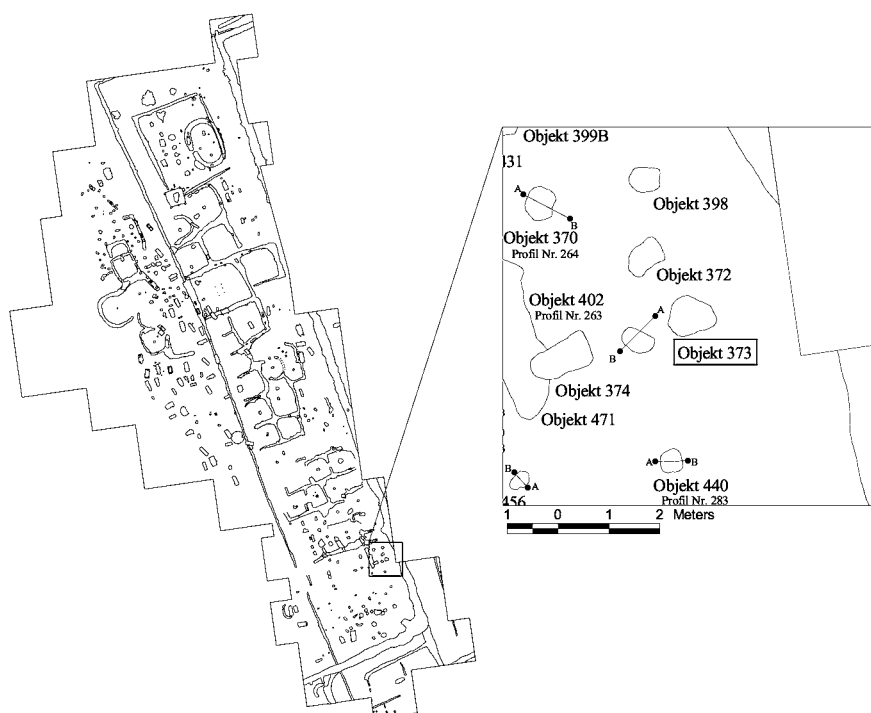 Objekt 399B
431
A
B
Objekt 398
Objekt 370
Profil Nr. 264
Objekt 372
Objekt 402
Profil Nr. 263
A
B
Objekt 373
Objekt 374
Objekt 471
B
A
A
B
Objekt 440
Profil Nr. 283
456
1 0 1 2 Meters